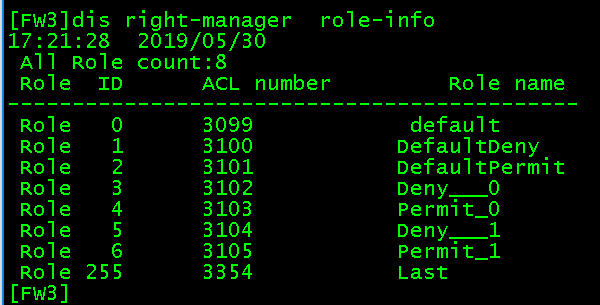 [FW3]dis right-manager  role-info
17:21:28  2019/05/30
 All Role count:8
 Role  ID      ACL number         Role name
--------------------------------------------
 Role   0      3099            default
 Role   1      3100           DefaultDeny
 Role   2      3101           DefaultPermit
 Role   3      3102           Deny___0
 Role   4      3103           Permit_0
 Role   5      3104           Deny___1
 Role   6      3105           Permit_1
 Role 255      3354           Last
[FW3]